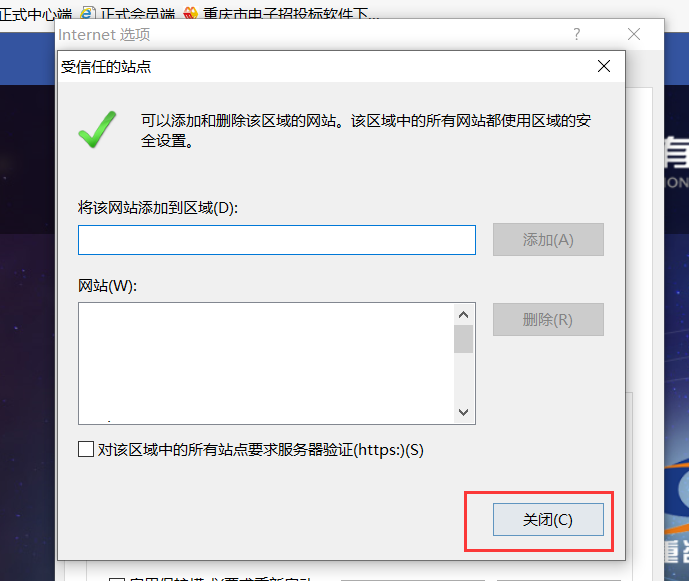 正式中心端 正式会员端 重庆市电子招投标软件下...
Internet 选项
?
受信任的站点
可以添加和删除该区域的网站。该区域中的所有网站都使用区域的安
全设置。
有
ION
将该网站添加到区域(D):
添加(A)
网站(W):
删除(R)
对该区域中的所有站点要求服务器验证(https:)(S)
关闭(C)